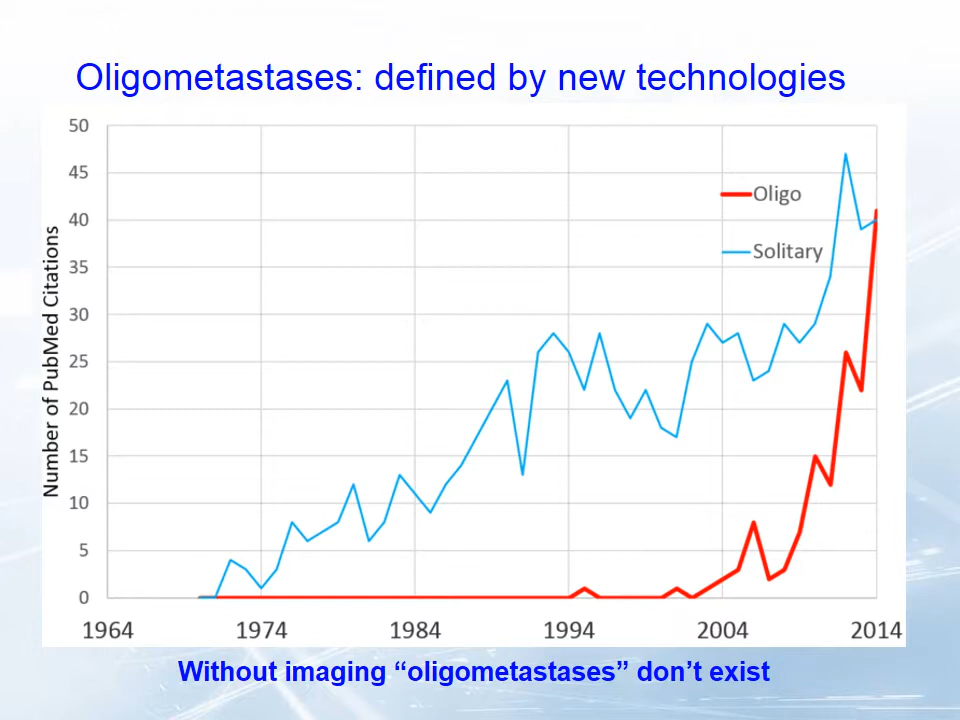 Oligometastases: defined by new technologies
50
45
40
35
30
25
20
15
10
5
0
Number of PubMed Citations
Oligo
Solitary
1964 1974 1984 1994 2004 2014
Without imaging “oligometastases” don’t exist